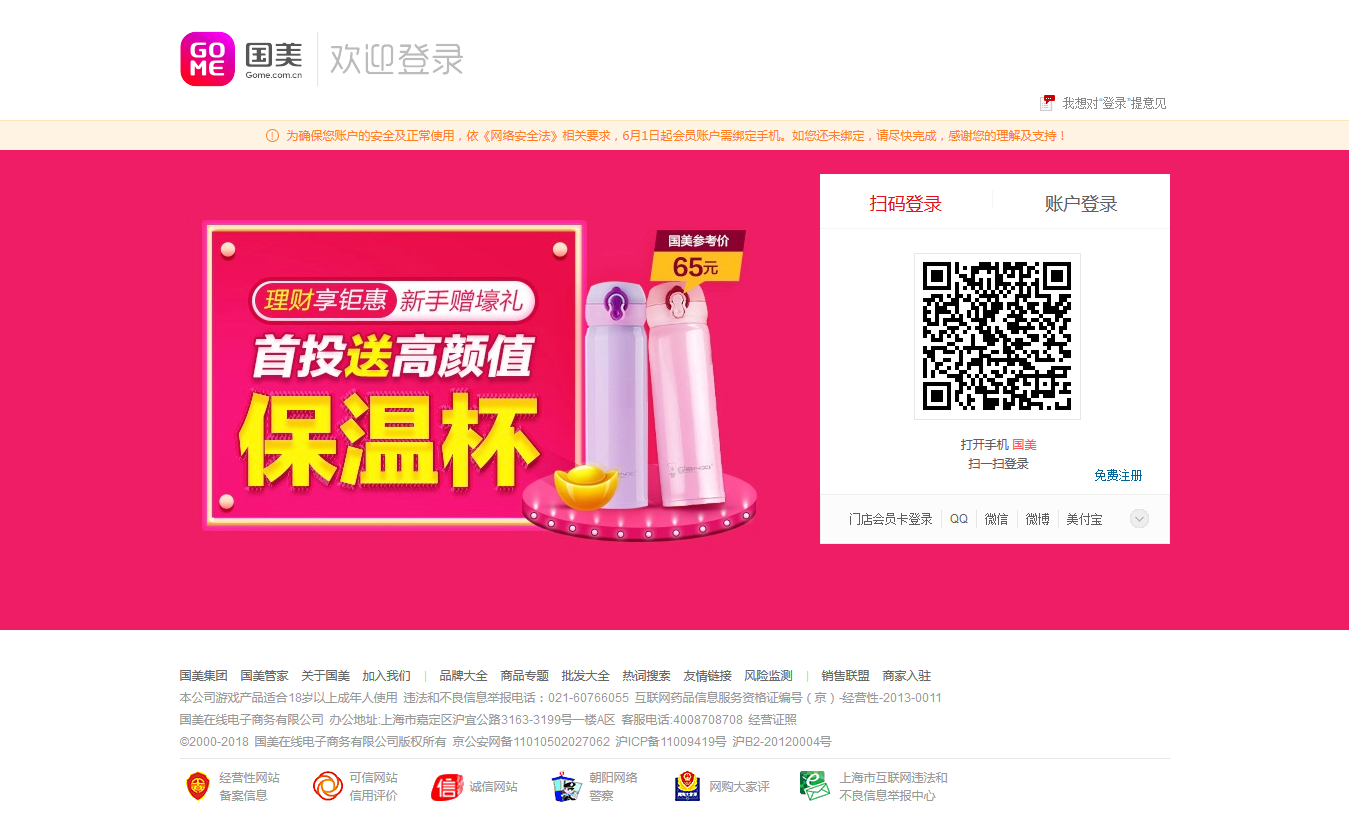 GO
ME
国美
Gome.com.cn
欢迎登录
我想对“登录”提意见
为确保您账户的安全及正常使用，依《网络安全法》相关要求，6月1日起会员账户需绑定手机。如您还未绑定，请尽快完成，感谢您的理解及支持！
扫码登录 账户登录
国美参考价
65元
理财享钜惠 新手赠壕礼
首投送高颜值
保温杯
打开手机 国美
扫一扫登录
免费注册
门店会员卡登录 QQ 微信 微博 美付宝
国美集团 国美管家 关于国美 加入我们 | 品牌大全 商品专题 批发大全 热词搜索 友情链接 风险监测 | 销售联盟 商家入驻
本公司游戏产品适合18岁以上成年人使用 违法和不良信息举报电话：021-60766055 互联网药品信息服务资格证编号（京）-经营性-2013-0011
国美在线电子商务有限公司 办公地址:上海市嘉定区沪宜公路3163-3199号一楼A区 客服电话:4008708708 经营证照
©2000-2018 国美在线电子商务有限公司版权所有 京公安网备11010502027062 沪ICP备11009419号 沪B2-20120004号
经营性网站
备案信息
可信网站
信用评价
信
诚信网站
朝阳网络
警察
网购大家评
上海市互联网违法和
不良信息举报中心